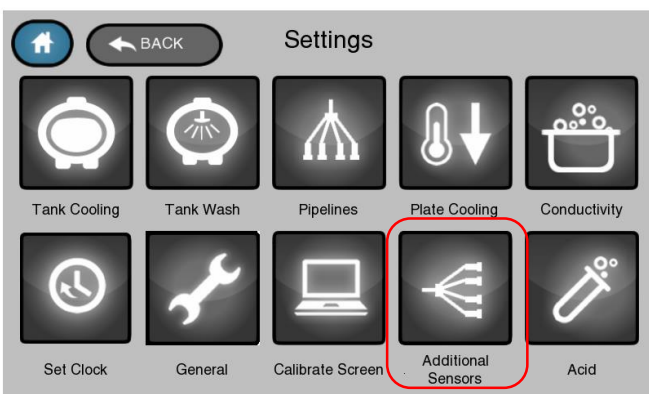 BACK
Settings
Tank Cooling
Tank Wash
Pipelines
Plate Cooling
Conductivity
Set Clock
General
Calibrate Screen
Additional
Sensors
Acid